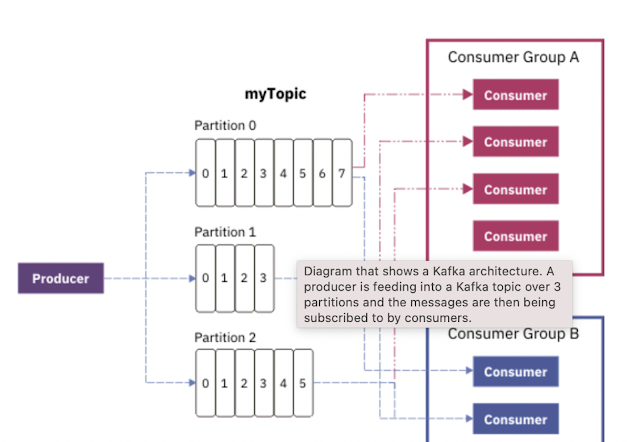 Consumer Group A
myTopic
Consumer
Partition 0
Consumer
0 1 2 3 4 5 6 7
Consumer
Partition 1
Consumer
Producer
0 1 2 3
Diagram that shows a Kafka architecture. A
producer is feeding into a Kafka topic over 3
partitions and the messages are then being
subscribed to by consumers.
Partition 2
Consumer Group B
0 1 2 3 4 5
Consumer
Consumer